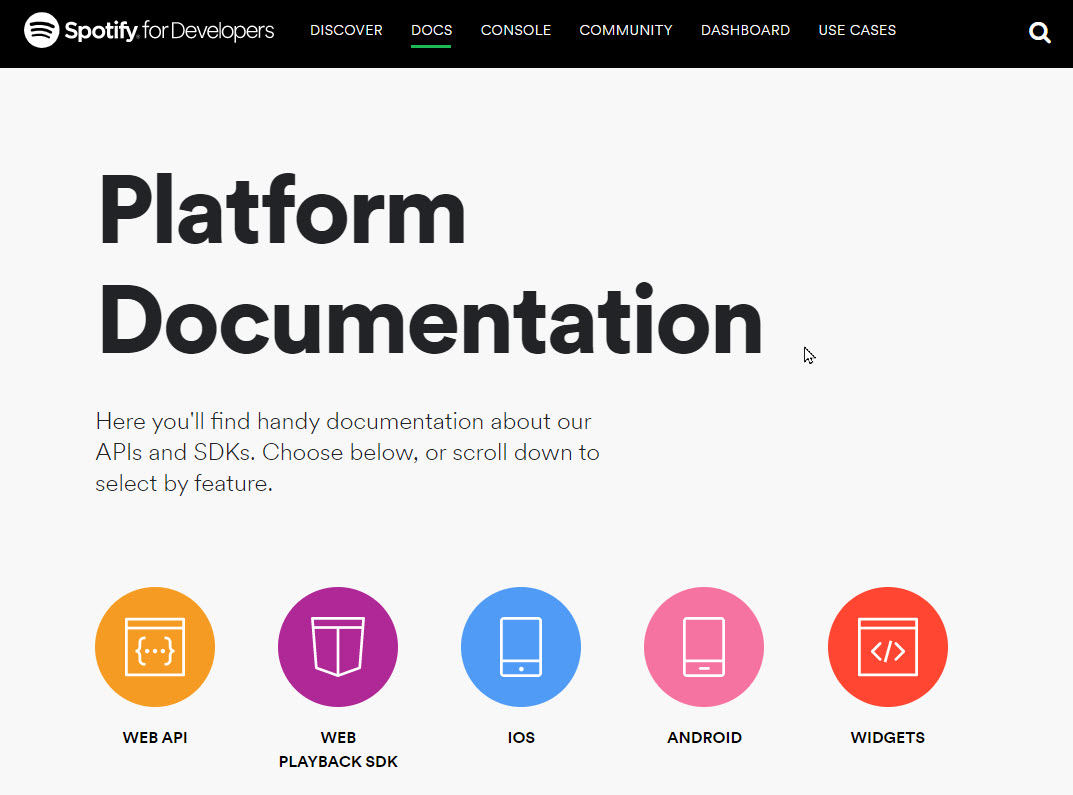 Spotify for Developers DISCOVER DOCS CONSOLE COMMUNITY DASHBOARD USE CASES
Platform
Documentation
Here you'll find handy documentation about our
APIs and SDKs. Choose below, or scroll down to
select by feature.
{...} </>
WEB API WEB IOS ANDROID WIDGETS
PLAYBACK SDK